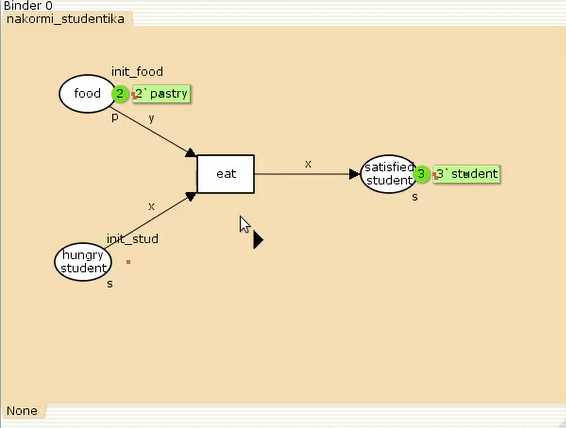 Binder 0
nakormi_studentika
init_food
food
2
2`pastry
p
y
eat
x
satisfied
student
3
3`student
s
x
init_stud
hungry
student
s
None